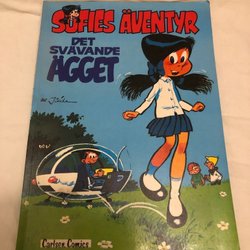 SOFIES ÄVENTYR
DET
SVÄVANDE
ÄGGET
Carlsen Comics